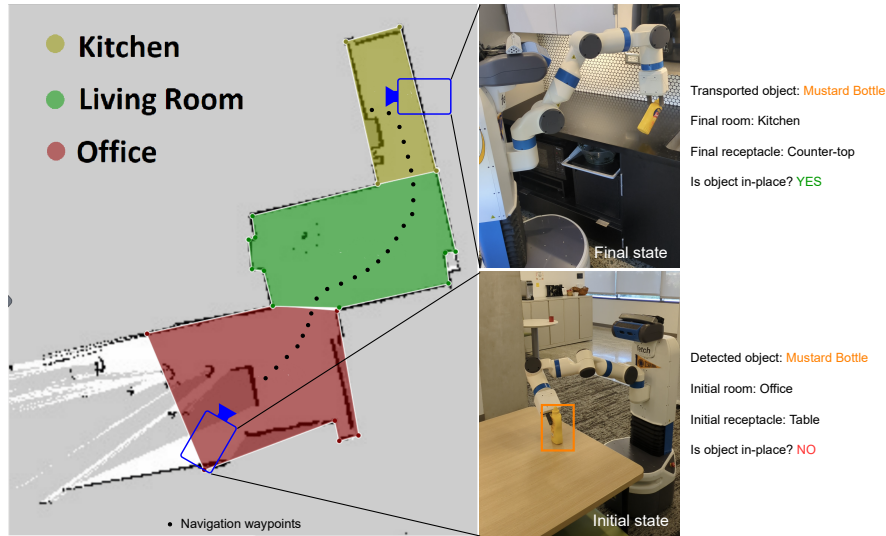 Kitchen
Living Room
Office
Navigation waypoints
Final state
Transported object: Mustard Bottle
Final room: Kitchen
Final receptacle: Counter-top
Is object in-place? YES
fetch
Initial state
Detected object: Mustard Bottle
Initial room: Office
Initial receptacle: Table
Is object in-place? NO